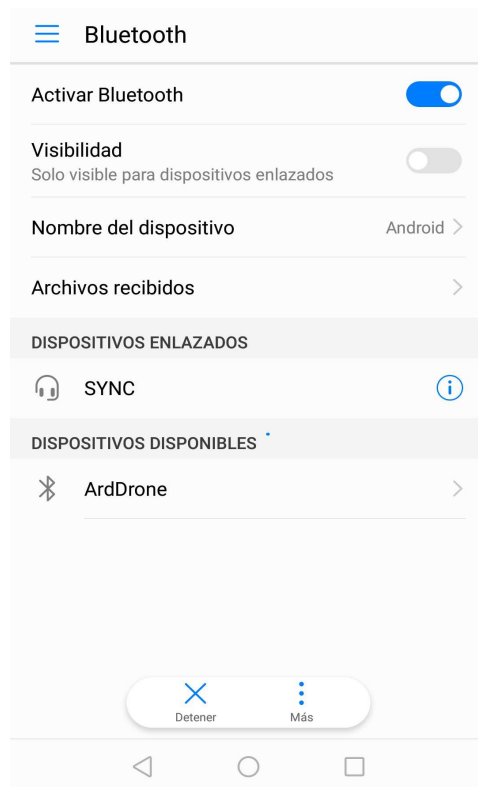 Bluetooth
Activar Bluetooth
Visibilidad
Solo visible para dispositivos enlazados
Nombre del dispositivo Android
Archivos recibidos
DISPOSITIVOS ENLAZADOS
SYNC
DISPOSITIVOS DISPONIBLES
ArdDrone
Detener Más